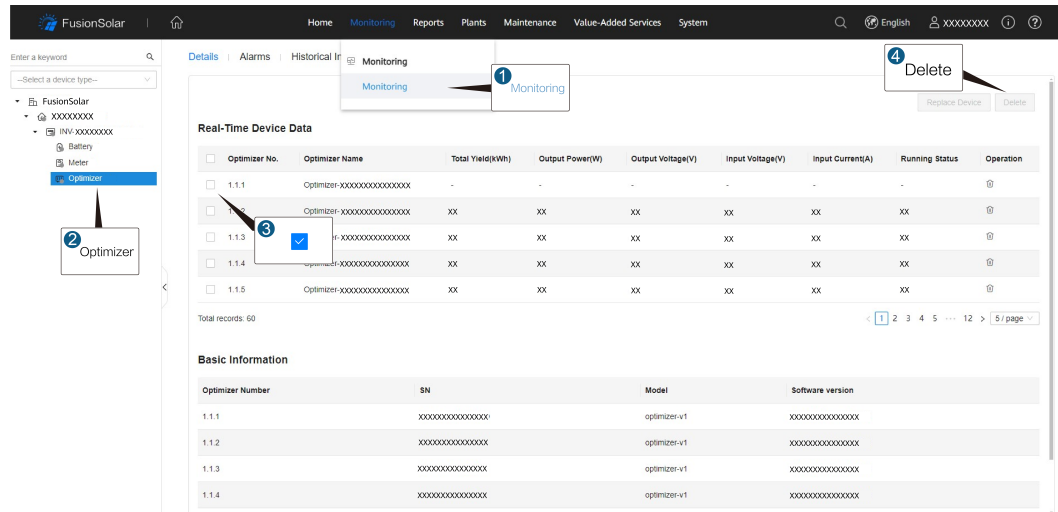 FusionSolar
Home Monitoring Reports Plants Maintenance Value-Added Services System
English XXXXXXXX
Enter a keyword
--Select a device type--
FusionSolar
XXXXXXXX
INV-XXXXXXXX
Battery
Meter
Optimizer
2 Optimizer
Details Alarms Historical
Monitoring
Monitoring
1 Monitoring
4 Delete
Replace Device Delete
Real-Time Device Data
Optimizer No. Optimizer Name Total Yield(kWh) Output Power(W) Output Voltage(V) Input Voltage(V) Input Current(A) Running Status Operation
1.1.1 Optimizer-XXXXXXXXXXXXXXX - - - - - -
XXXXXXXXXXXXXXX XX XX XX XX XX XX
3
1.1.3 XXXXXXXXXXXXXXX XX XX XX XX XX XX
1.1.4 Optimizer-XXXXXXXXXXXXXXX XX XX XX XX XX XX
1.1.5 Optimizer-XXXXXXXXXXXXXXX XX XX XX XX XX XX
Total records: 60
< 1 2 3 4 5 ··· 12 > 5 / page
Basic Information
Optimizer Number SN Model Software version
1.1.1 XXXXXXXXXXXXXXX optimizer-v1 XXXXXXXXXXXXXXX
1.1.2 XXXXXXXXXXXXXXX optimizer-v1 XXXXXXXXXXXXXXX
1.1.3 XXXXXXXXXXXXXXX optimizer-v1 XXXXXXXXXXXXXXX
1.1.4 XXXXXXXXXXXXXXX optimizer-v1 XXXXXXXXXXXXXXX